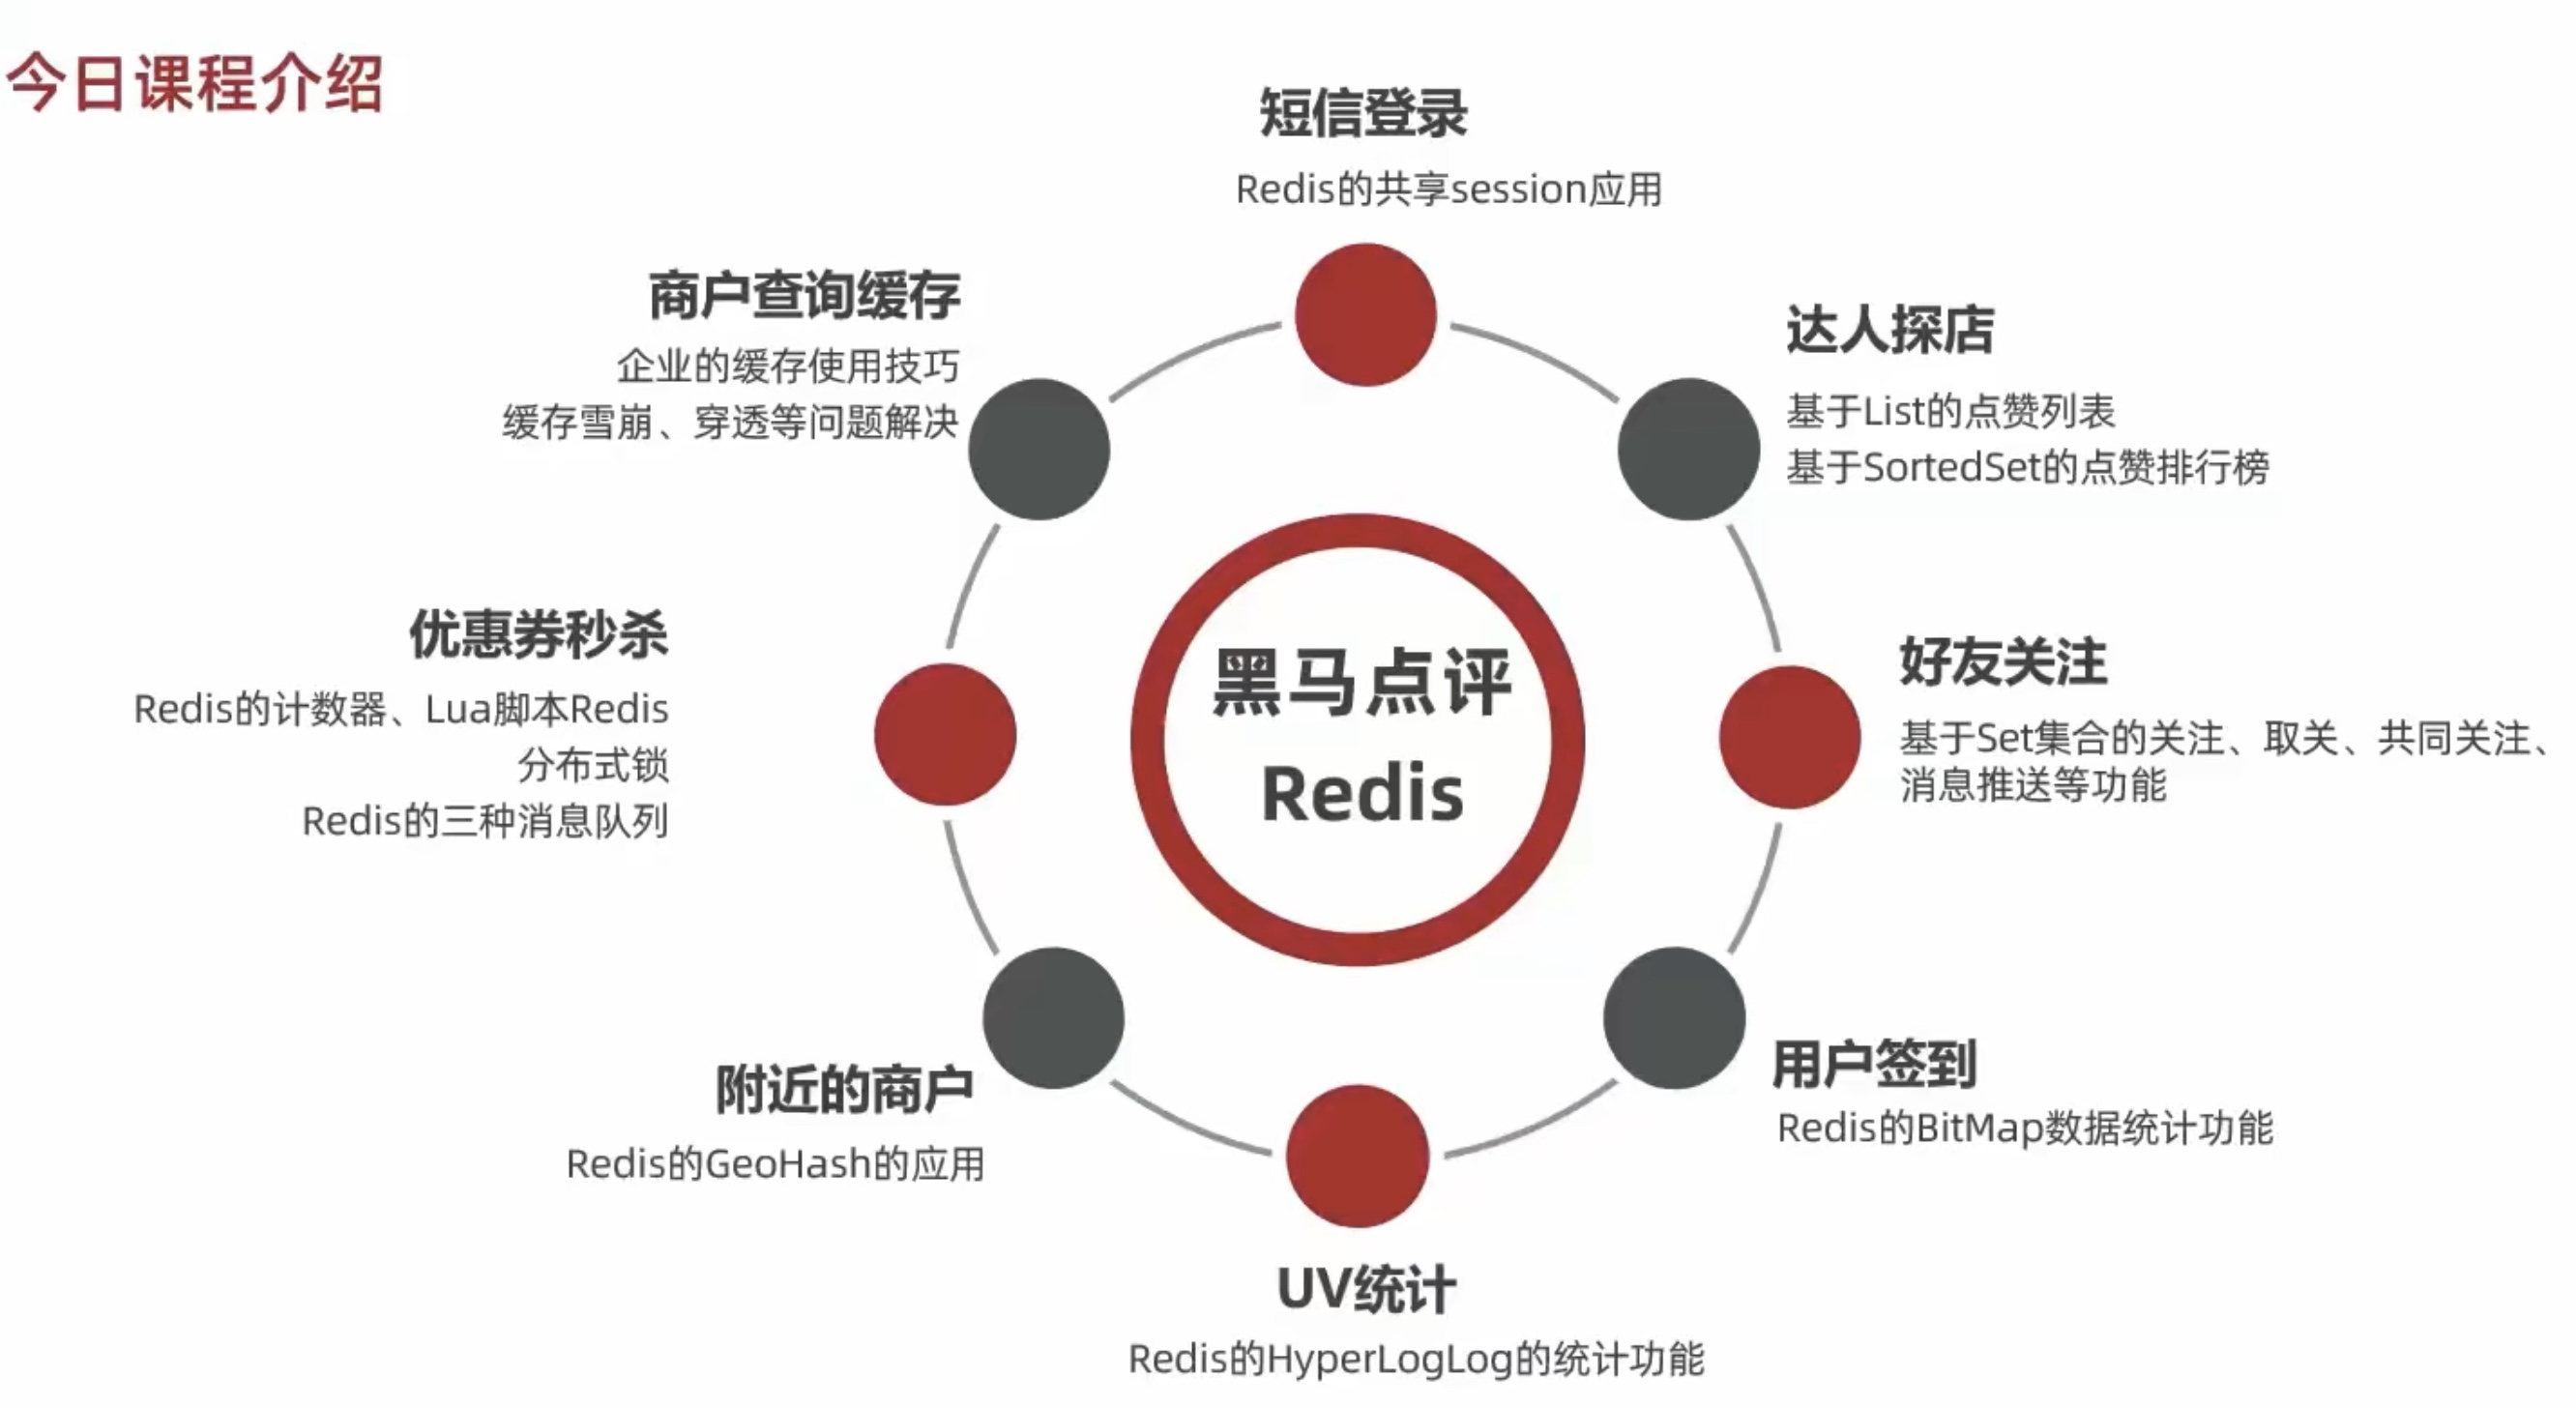 今日课程介绍
短信登录
Redis的共享session应用
商户查询缓存
企业的缓存使用技巧
缓存雪崩、穿透等问题解决
达人探店
基于List的点赞列表
基于SortedSet的点赞排行榜
优惠券秒杀
Redis的计数器、Lua脚本Redis
分布式锁
Redis的三种消息队列
黑马点评
Redis
好友关注
基于Set集合的关注、取关、共同关注、
消息推送等功能
附近的商户
Redis的GeoHash的应用
用户签到
Redis的BitMap数据统计功能
UV统计
Redis的HyperLogLog的统计功能